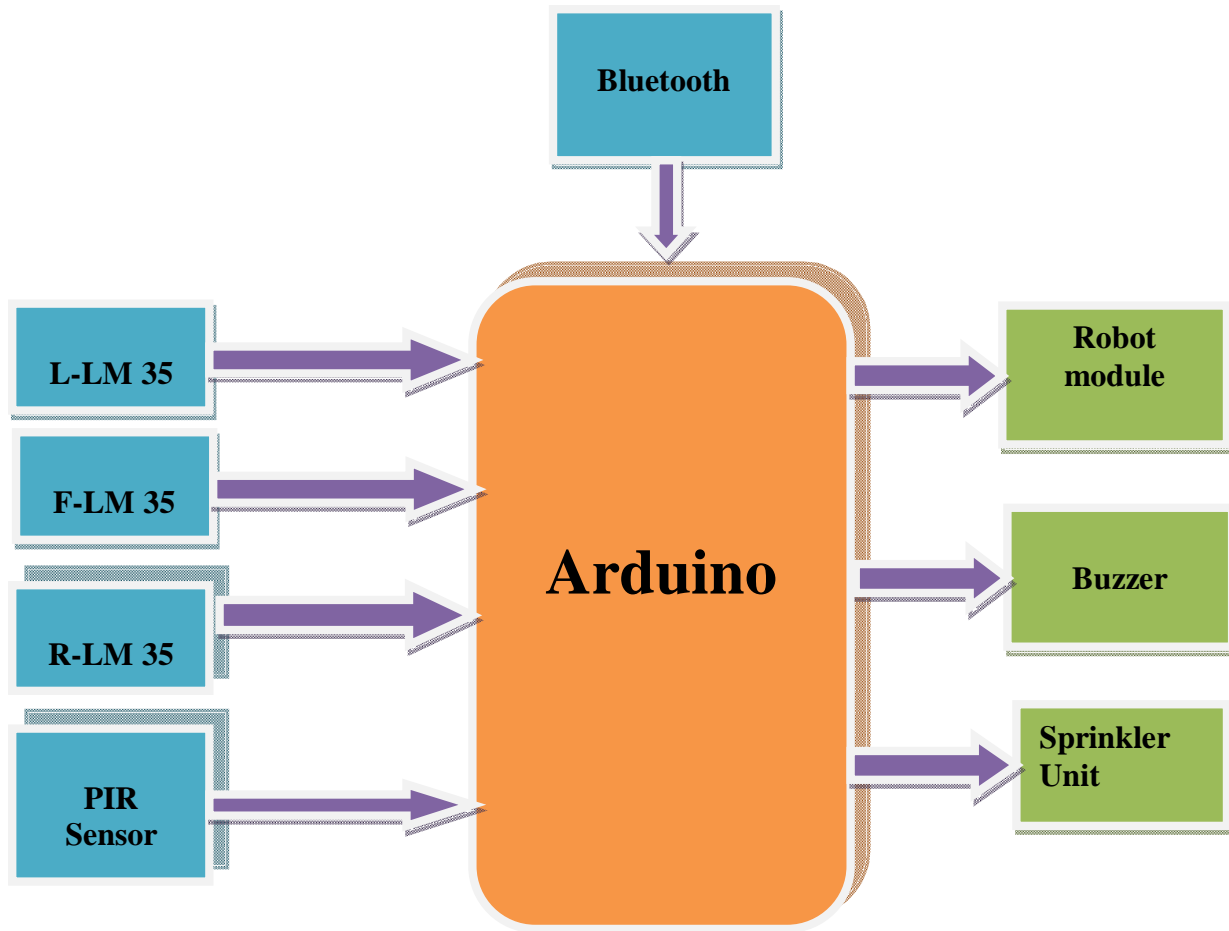 Bluetooth
L-LM 35
F-LM 35
R-LM 35
PIR
Sensor
Arduino
Robot
module
Buzzer
Sprinkler
Unit